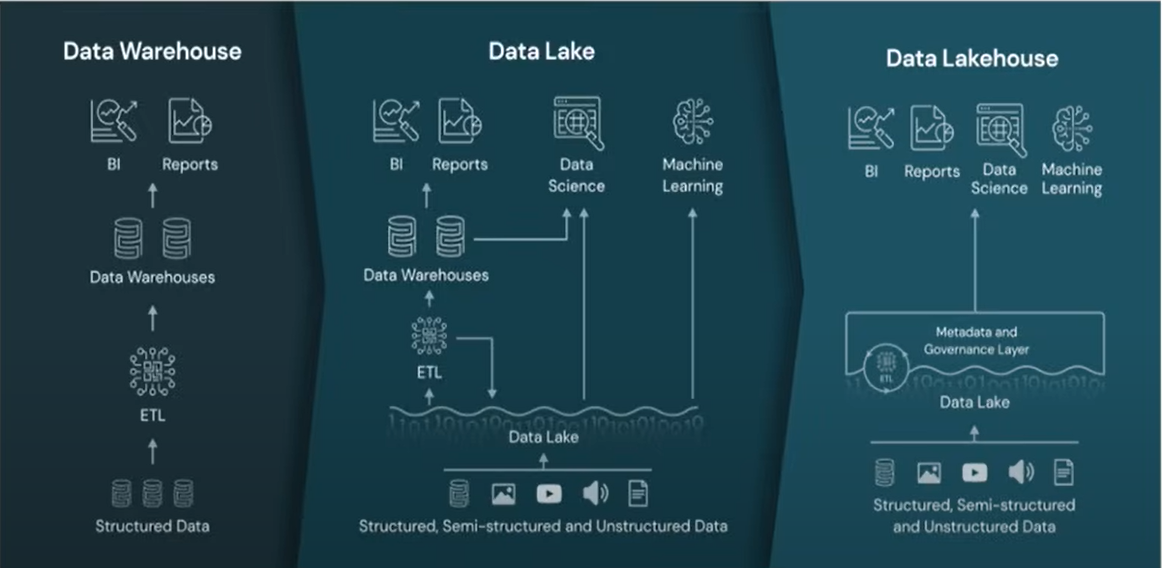 Data Warehouse
BI
Reports
Data Warehouses
ETL
Structured Data
Data Lake
BI
Reports
Data
Science
Machine
Learning
Data Warehouses
ETL
Data Lake
Structured, Semi-structured and Unstructured Data
Data Lakehouse
BI
Reports
Data
Science
Machine
Learning
Metadata and
Governance Layer
ETL
Data Lake
Structured, Semi-structured
and Unstructured Data